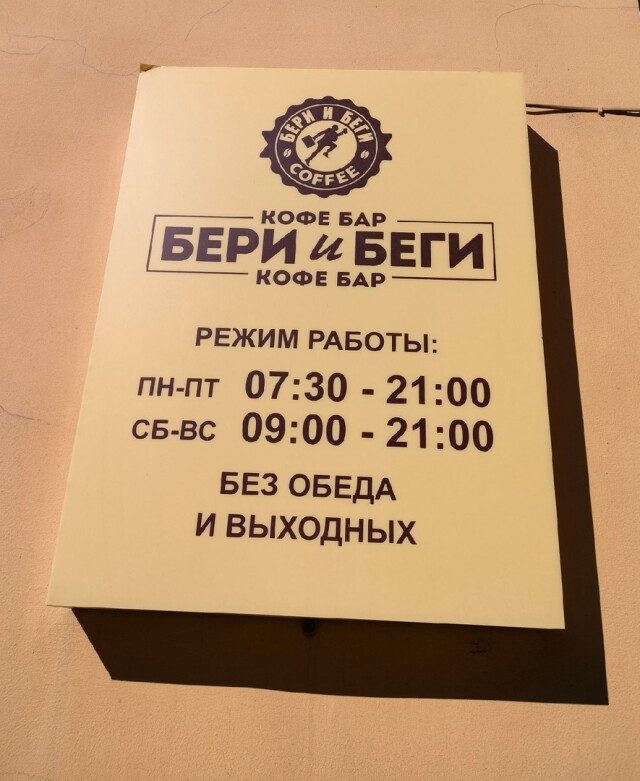 БЕРИ И БЕГИ
COFFEE
КОФЕ БАР
БЕРИ и БЕГИ
КОФЕ БАР
РЕЖИМ РАБОТЫ:
ПН-ПТ 07:30 - 21:00
СБ-ВС 09:00 - 21:00
БЕЗ ОБЕДА
И ВЫХОДНЫХ